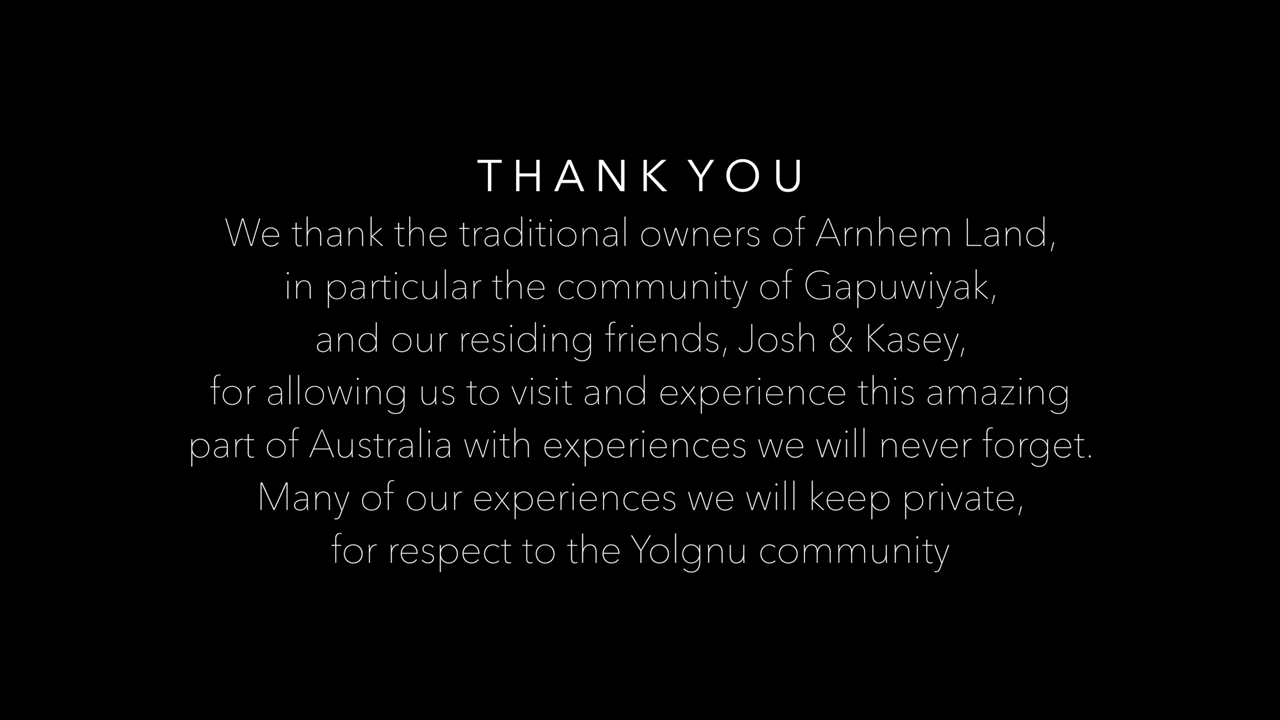 THANK YOU
We thank the traditional owners of Arnhem Land,
in particular the community of Gapuwiyak,
and our residing friends, Josh & Kasey,
for allowing us to visit and experience this amazing
part of Australia with experiences we will never forget.
Many of our experiences we will keep private,
for respect to the Yolgnu community